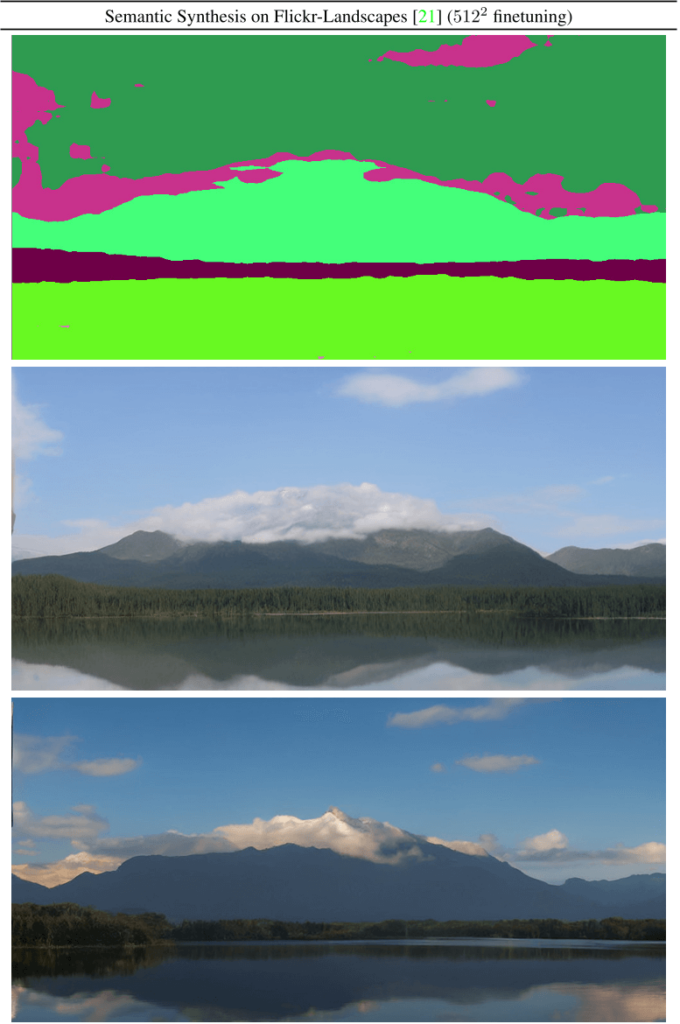 Semantic Synthesis on Flickr-Landscapes [21] (512² finetuning)